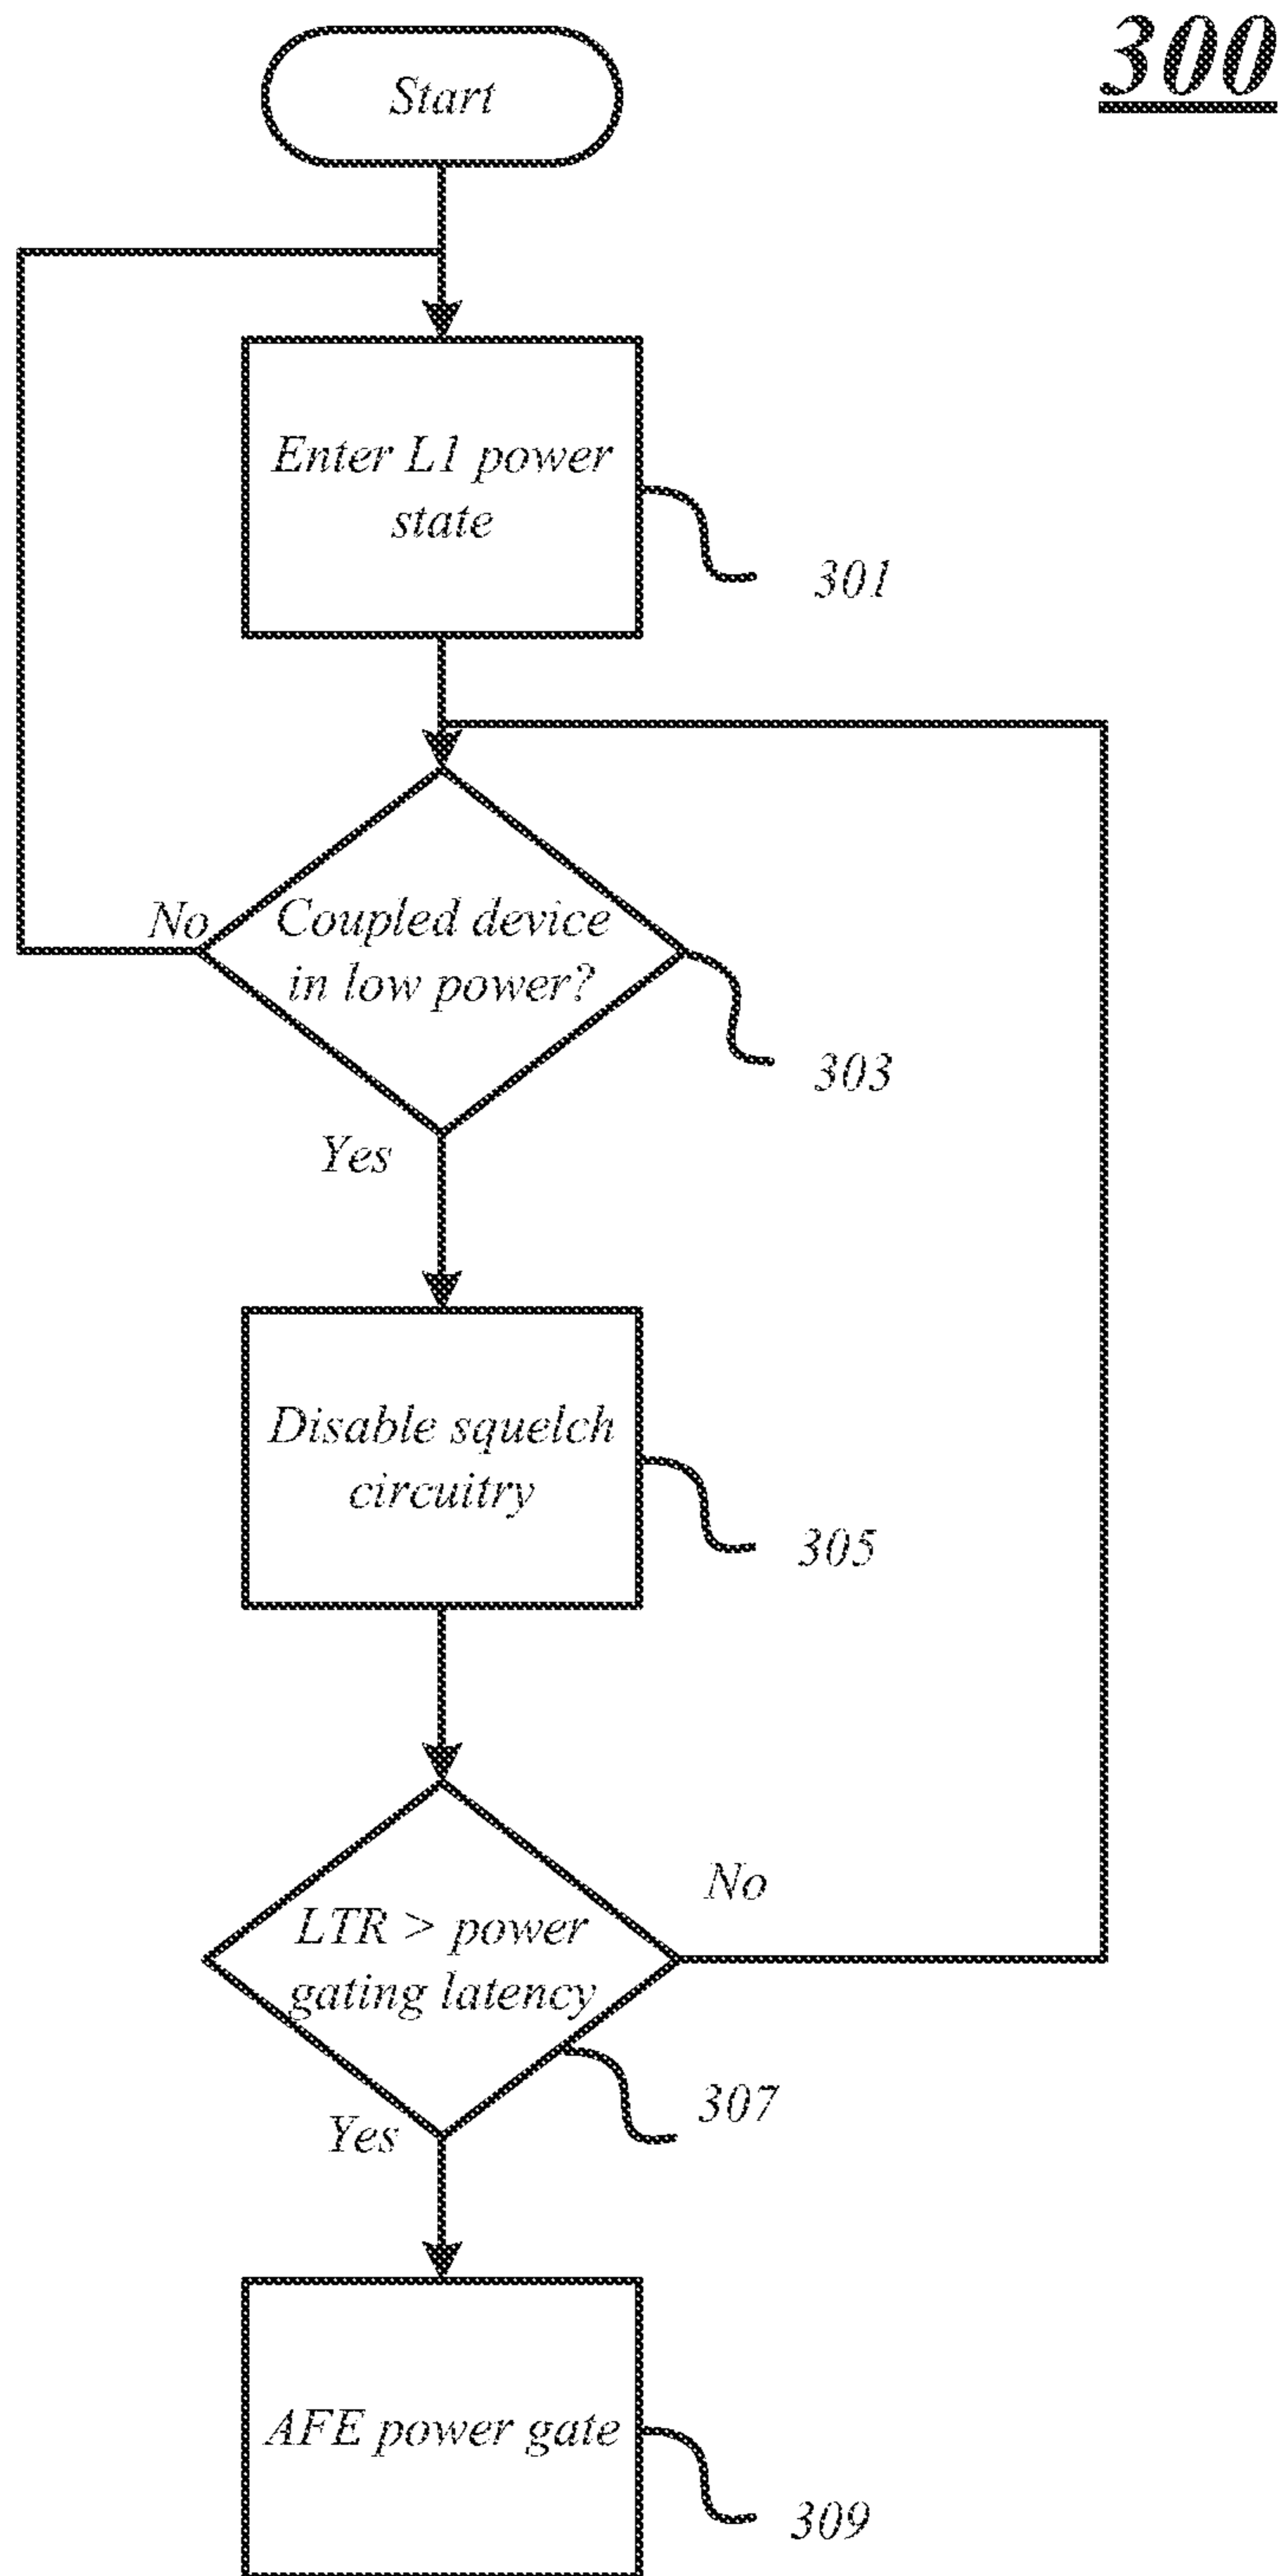 300
Start
Enter L1 power
state
301
No
Coupled device
in low power?
303
Yes
Disable squelch
circuitry
305
No
LTR > power
gating latency
307
Yes
AFE power gate
309